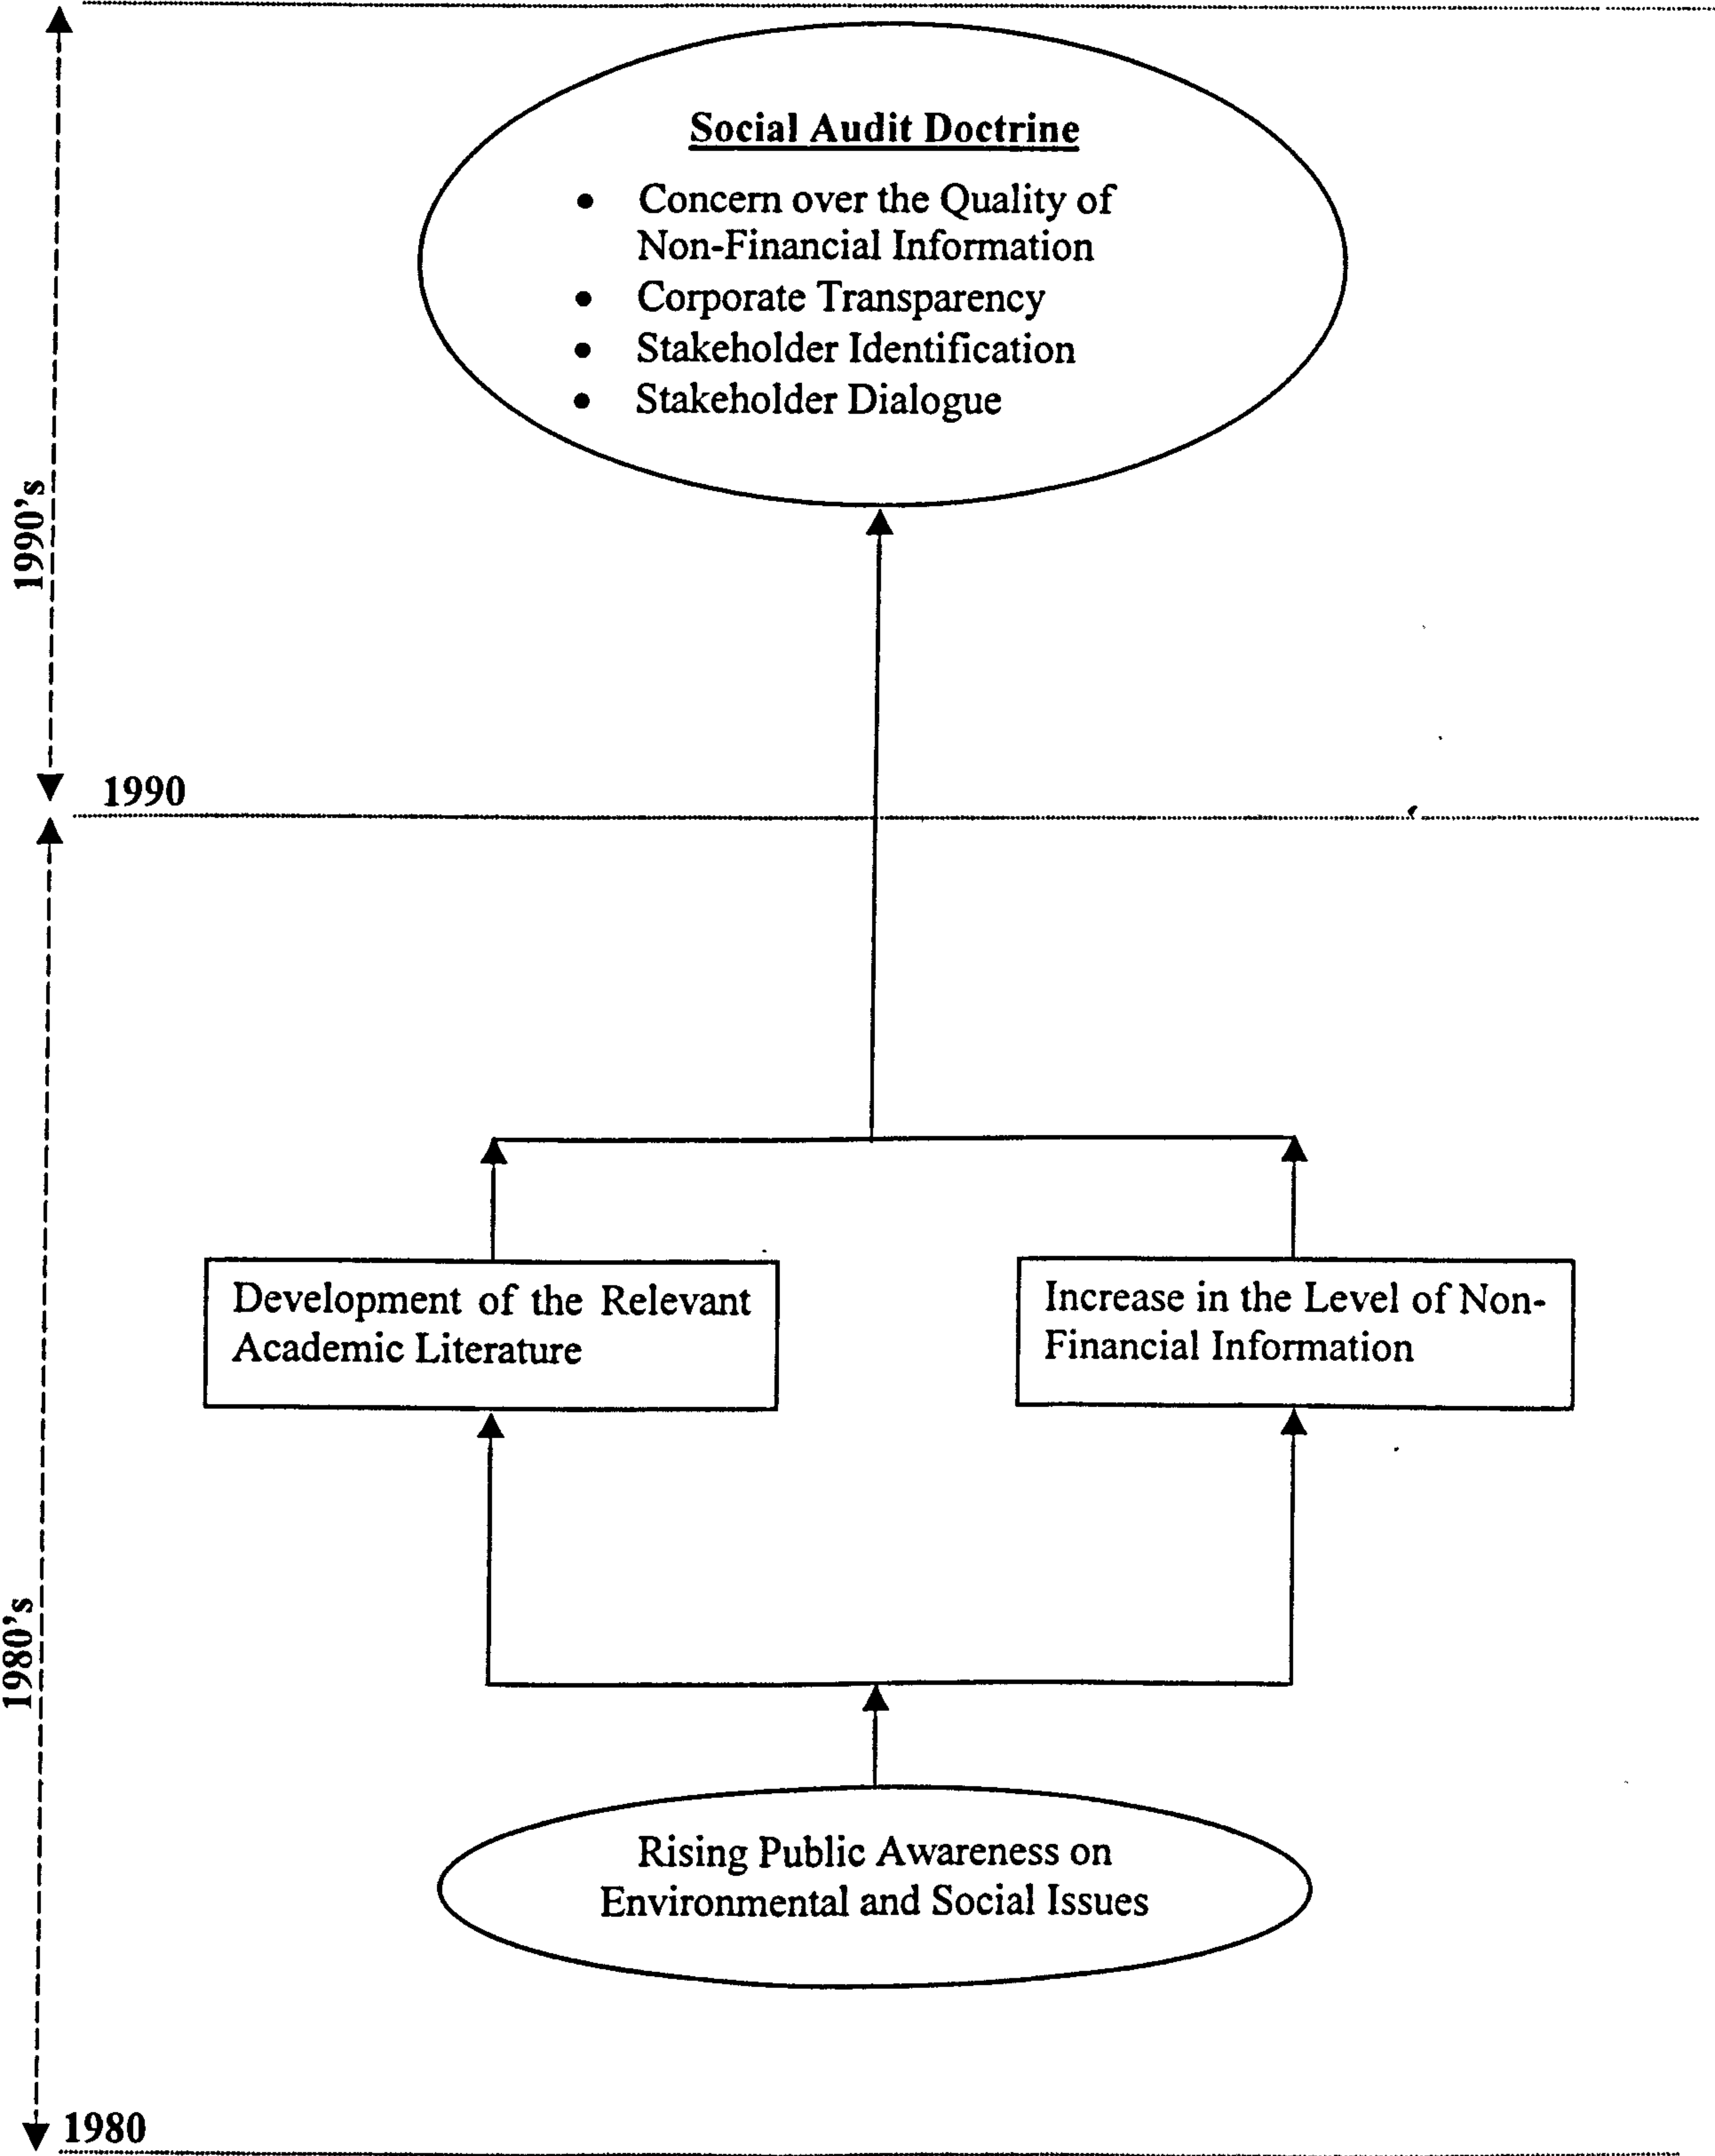 Social Audit Doctrine
• Concern over the Quality of
Non-Financial Information
• Corporate Transparency
• Stakeholder Identification
• Stakeholder Dialogue
1990's
1990
Development of the Relevant
Academic Literature
Increase in the Level of Non-
Financial Information
1980's
Rising Public Awareness on
Environmental and Social Issues
1980